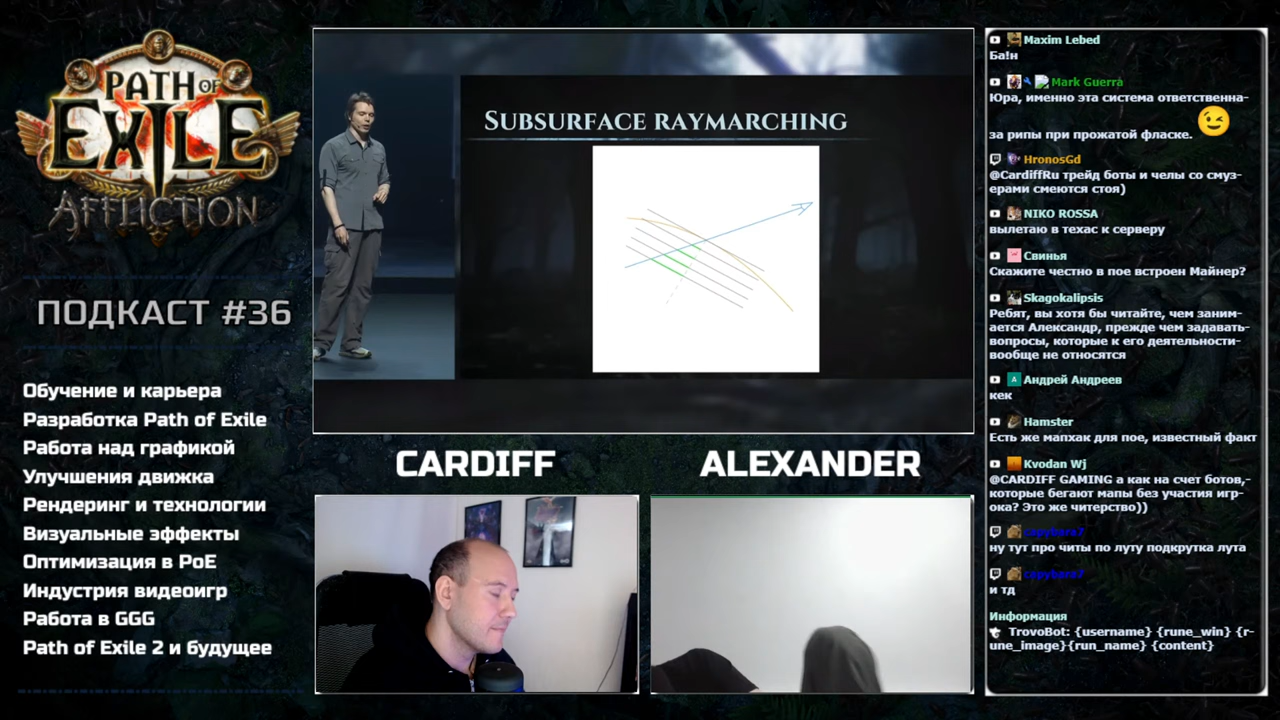 PATH OF
EXILE
AFFLICTION
ПОДКАСТ #36
Обучение и карьера
Разработка Path of Exile
Работа над графикой
Улучшения движка
Рендеринг и технологии
Визуальные эффекты
Оптимизация в PoE
Индустрия видеоигр
Работа в GGG
Path of Exile 2 и будущее
SUBSURFACE RAYMARCHING
CARDIFF
ALEXANDER
Maxim Lebed
Ба!н
Mark Guerra
Юра, именно эта система ответственна-
за рипы при прожатой фласке.
HronosGd
@CardiffRu трейд боты и челы со смуз-
ерами смеются стоя)
NIKO ROSSA
вылетаю в техас к серверу
Свинья
Скажите честно в пое встроен Майнер?
Skagokalipsis
Ребят, вы хотя бы читайте, чем заним-
ается Александр, прежде чем задавать-
вопросы, которые к его деятельности-
вообще не относятся
А Андрей Андреев
кек
Hamster
Есть же мапхак для пое, известный факт
Kvodan Wj
@CARDIFF GAMING а как на счет ботов,-
которые бегают мапы без участия игр-
ока? Это же читерство))
capybara7
ну тут про читы по луту подкрутка лута
capybara7
и тд
Информация
TrovoBot: {username} {rune_win} {r-
une_image}{run_name} {content}